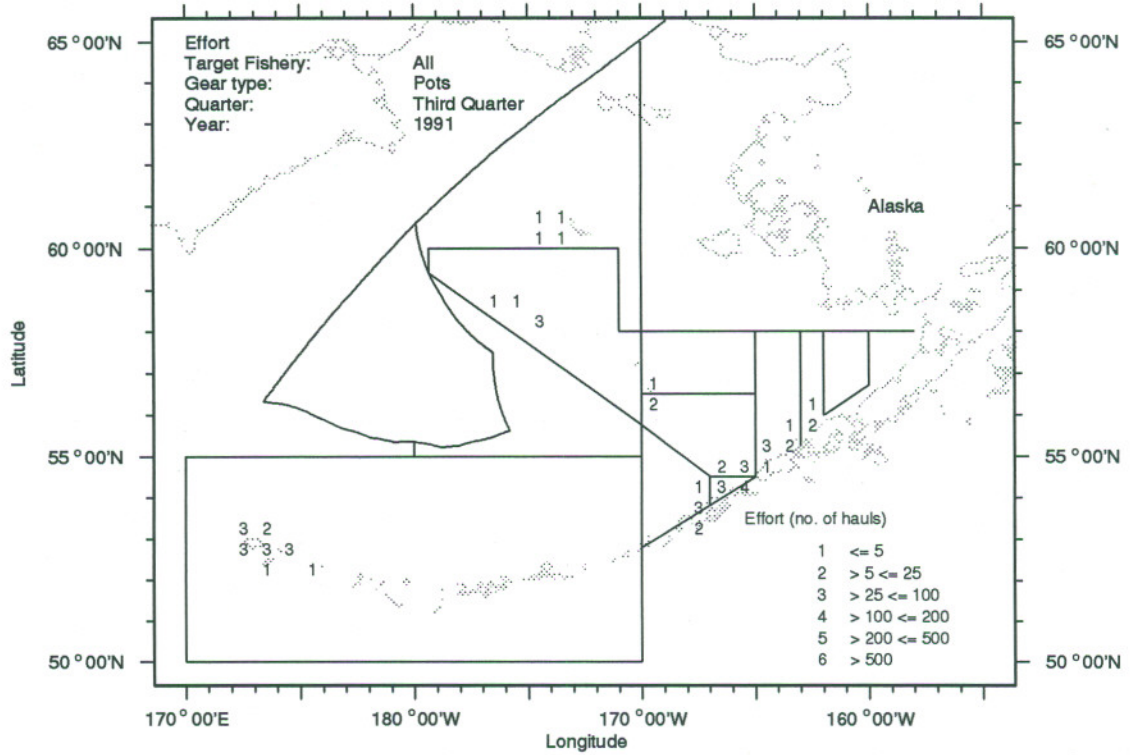 65°00'N
65°00'N
Effort
Target Fishery: All
Gear type: Pots
Quarter: Third Quarter
Year: 1991
Alaska
1 1
60°00'N
1 1
60°00'N
1 1
3
Latitude
1
2
1
1 2
3 2
55°00'N
2 3 1
55°00'N
1 3 4
3
Effort (no. of hauls)
3 2
2
3 3 3
1 <= 5
1 1
2 > 5 <= 25
3 > 25 <= 100
4 > 100 <= 200
5 > 200 <= 500
50°00'N
6 > 500
50°00'N
170°00'E
180°00'W
170°00'W
160°00'W
Longitude